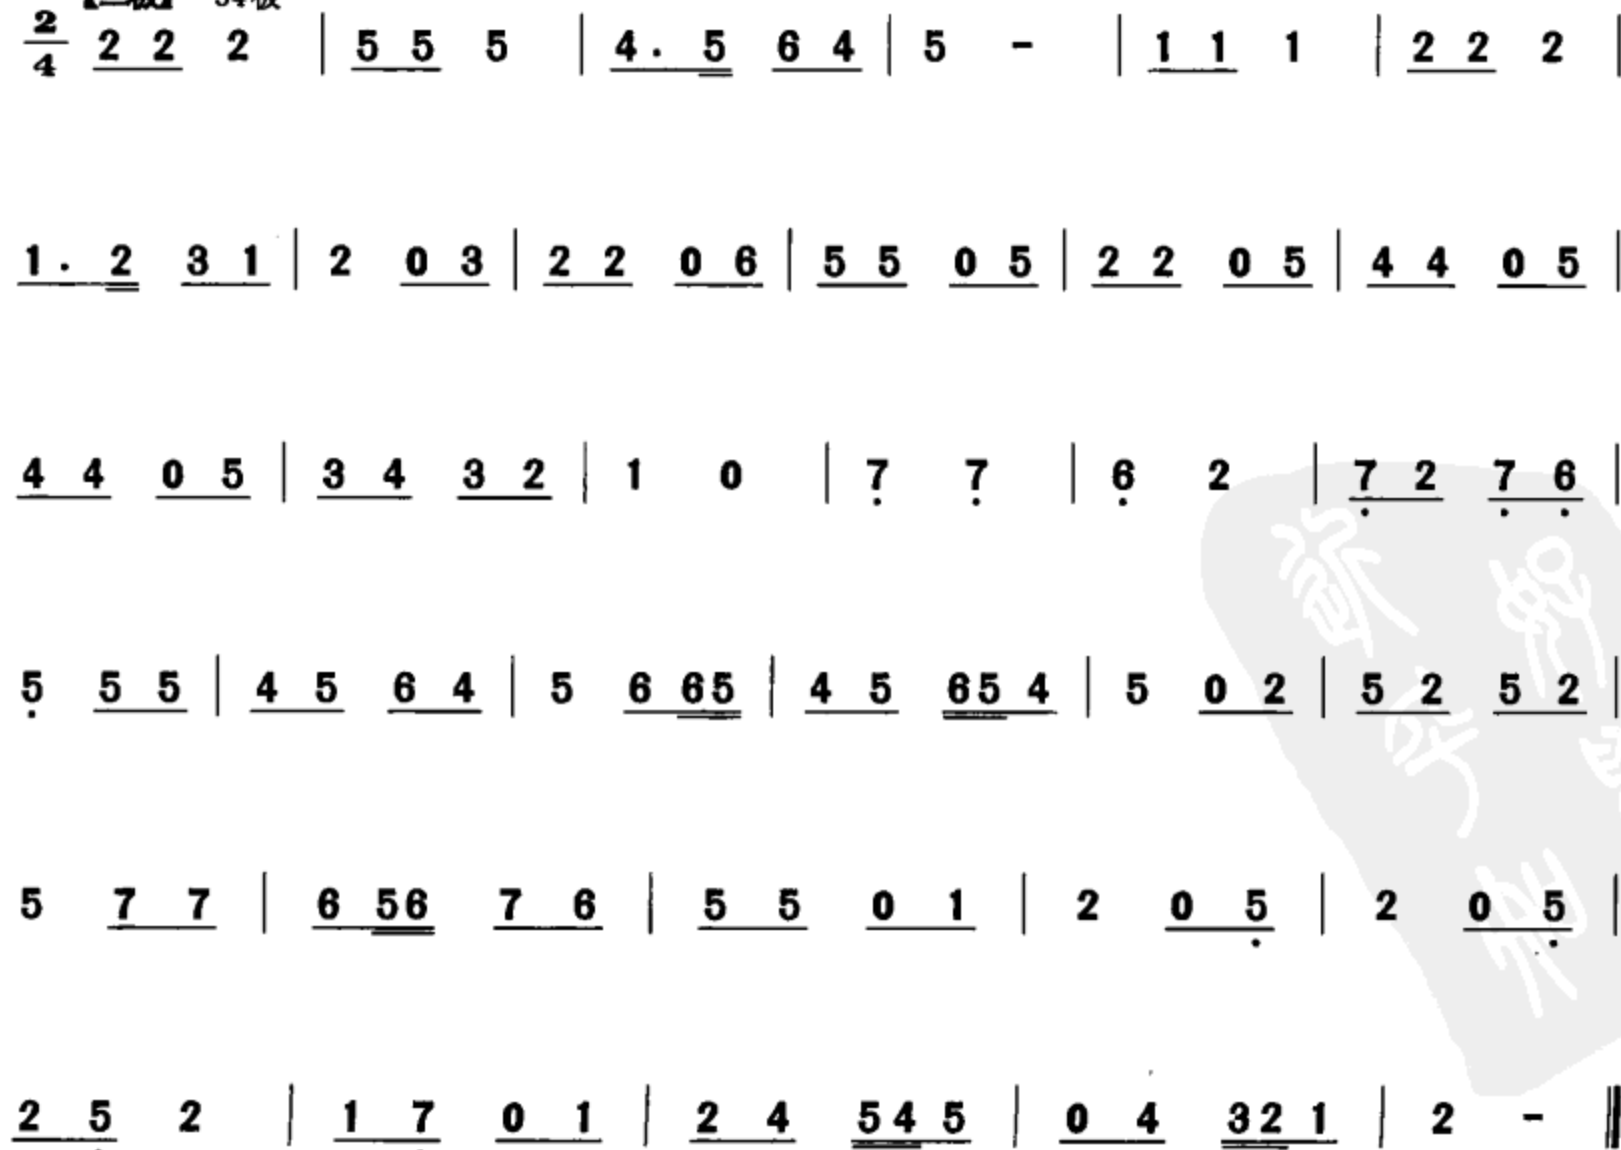 2/4 2 2 2 | 5 5 5 | 4. 5 6 4 | 5 - | 1 1 1 | 2 2 2 |
1. 2 3 1 | 2 0 3 | 2 2 0 6 | 5 5 0 5 | 2 2 0 5 | 4 4 0 5 |
4 4 0 5 | 3 4 3 2 | 1 0 | 7̣ 7̣ | 6̣ 2 | 7̣ 2 7̣ 6̣ |
5̣ 5 5 | 4 5 6 4 | 5 6 65 | 4 5 65 4 | 5 0 2 | 5 2 5 2 |
5 7 7 | 6 56 7 6 | 5 5 0 1 | 2 0 5̣ | 2 0 5̣ |
2 5̣ 2 | 1 7̣ 0 1 | 2 4 54 5 | 0 4 32 1 | 2 - ‖